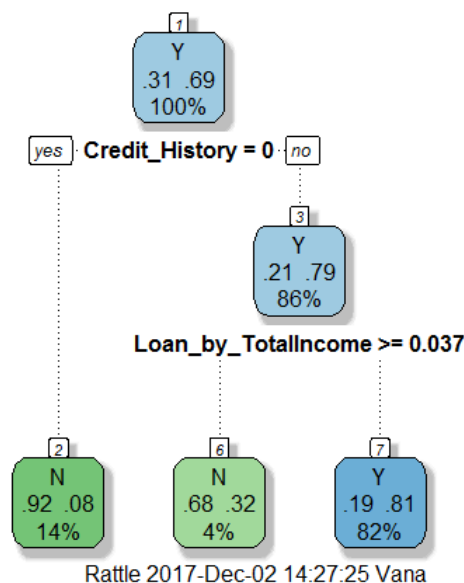 1
Y
.31 .69
100%
yes Credit_History = 0 no
3
Y
.21 .79
86%
Loan_by_TotalIncome >= 0.037
2 6 7
N N Y
.92 .08 .68 .32 .19 .81
14% 4% 82%
Rattle 2017-Dec-02 14:27:25 Vana